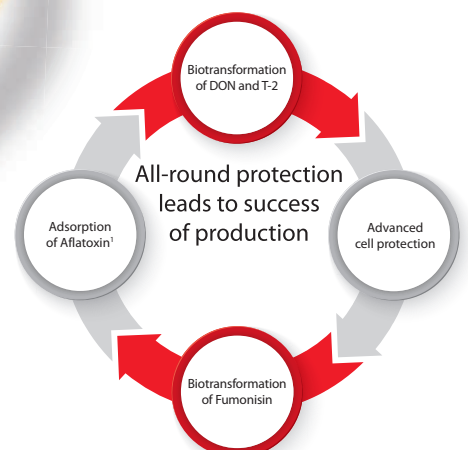 Biotransformation
of DON and T-2
All-round protection
leads to success
of production
Adsorption
of Aflatoxin¹
Advanced
cell protection
Biotransformation
of Fumonisin